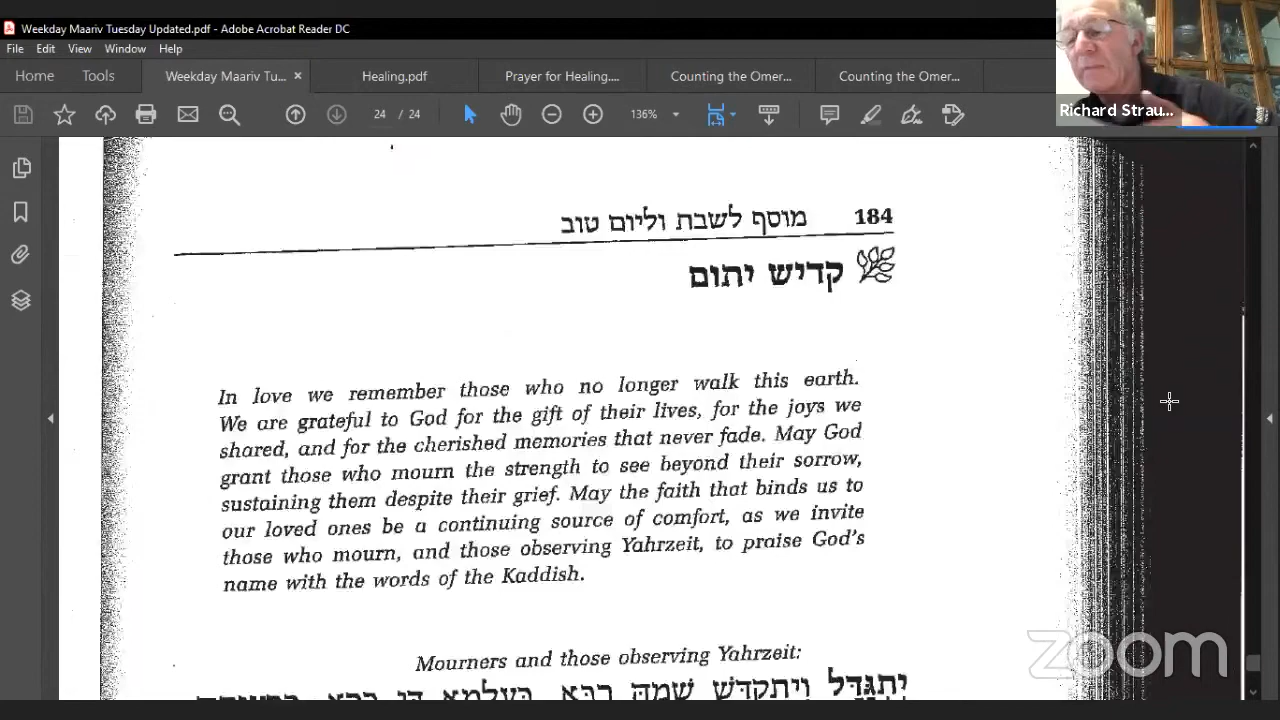 Weekday Maariv Tuesday Updated.pdf - Adobe Acrobat Reader DC
File Edit View Window Help
Home Tools Weekday Maariv Tu... × Healing.pdf Prayer for Healing.... Counting the Omer... Counting the Omer...
24 / 24 136%
Richard Strau...
מוסף לשבת וליום טוב 184
קדיש יתום
In love we remember those who no longer walk this earth.
We are grateful to God for the gift of their lives, for the joys we
shared, and for the cherished memories that never fade. May God
grant those who mourn the strength to see beyond their sorrow,
sustaining them despite their grief. May the faith that binds us to
our loved ones be a continuing source of comfort, as we invite
those who mourn, and those observing Yahrzeit, to praise God's
name with the words of the Kaddish.
Mourners and those observing Yahrzeit:
יִתְגַּדַּל וְיִתְקַדַּשׁ שְׁמֵהּ רַבָּא בְּעָלְמָא דִּי בְרָא
zoom